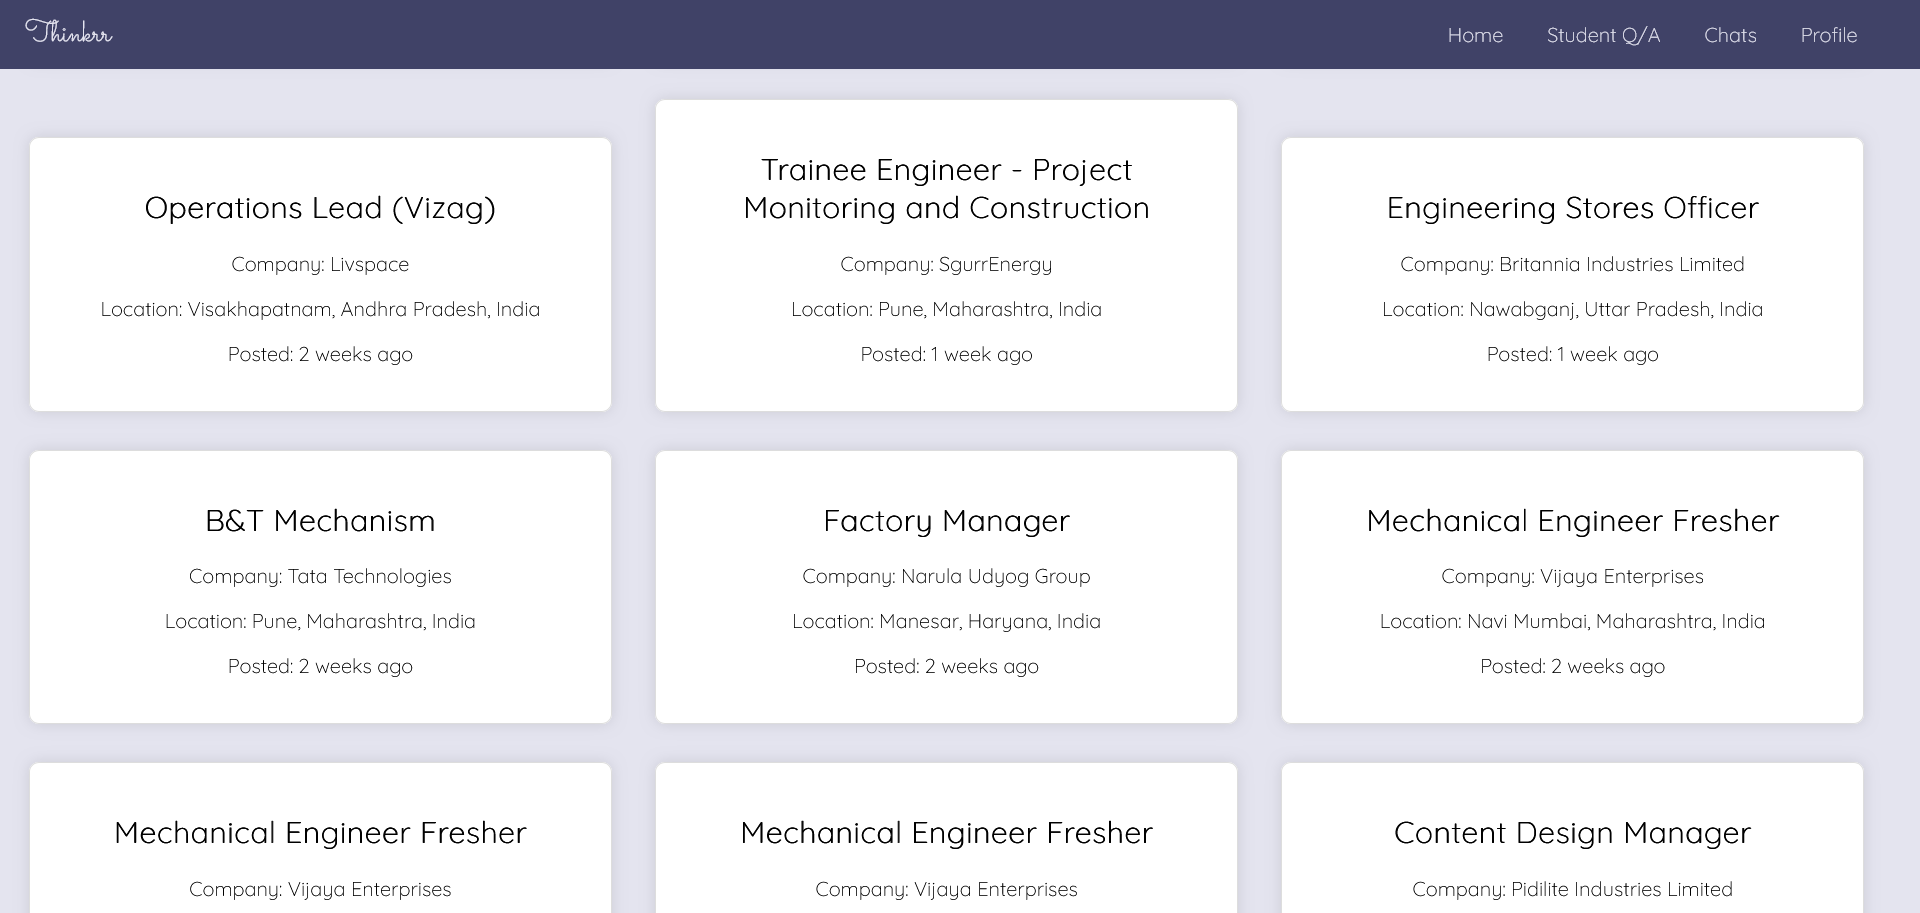 Thinkrr
Home
Student Q/A
Chats
Profile
Operations Lead (Vizag)
Company: Livspace
Location: Visakhapatnam, Andhra Pradesh, India
Posted: 2 weeks ago
Trainee Engineer - Project
Monitoring and Construction
Company: SgurrEnergy
Location: Pune, Maharashtra, India
Posted: 1 week ago
Engineering Stores Officer
Company: Britannia Industries Limited
Location: Nawabganj, Uttar Pradesh, India
Posted: 1 week ago
B&T Mechanism
Company: Tata Technologies
Location: Pune, Maharashtra, India
Posted: 2 weeks ago
Factory Manager
Company: Narula Udyog Group
Location: Manesar, Haryana, India
Posted: 2 weeks ago
Mechanical Engineer Fresher
Company: Vijaya Enterprises
Location: Navi Mumbai, Maharashtra, India
Posted: 2 weeks ago
Mechanical Engineer Fresher
Company: Vijaya Enterprises
Mechanical Engineer Fresher
Company: Vijaya Enterprises
Content Design Manager
Company: Pidilite Industries Limited